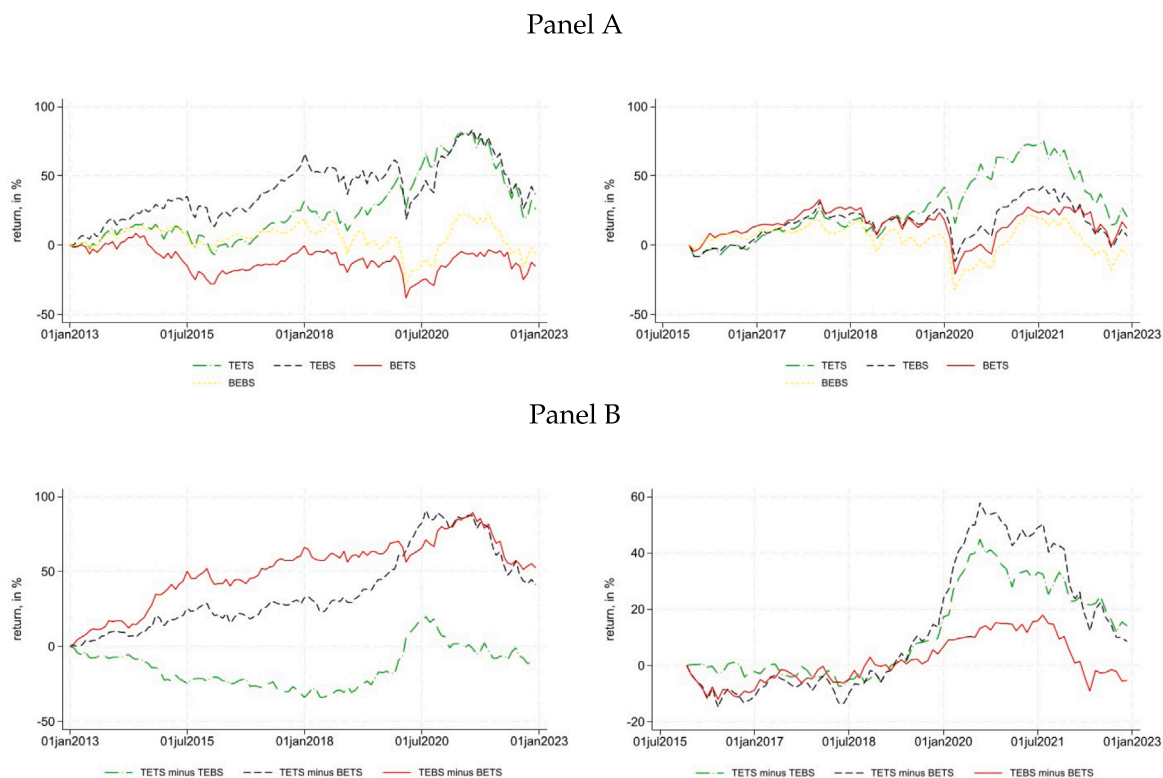 Panel A
100
50
0
-50
return, in %
01jan2013 01jul2015 01jan2018 01jul2020 01jan2023
TETS TEBS BETS
BEBS
100
50
0
-50
return, in %
01jul2015 01jan2017 01jul2018 01jan2020 01jul2021 01jan2023
TETS TEBS BETS
BEBS
Panel B
100
50
0
-50
return, in %
01jan2013 01jul2015 01jan2018 01jul2020 01jan2023
TETS minus TEBS TETS minus BETS TEBS minus BETS
60
40
20
0
-20
return, in %
01jul2015 01jan2017 01jul2018 01jan2020 01jul2021 01jan2023
TETS minus TEBS TETS minus BETS TEBS minus BETS